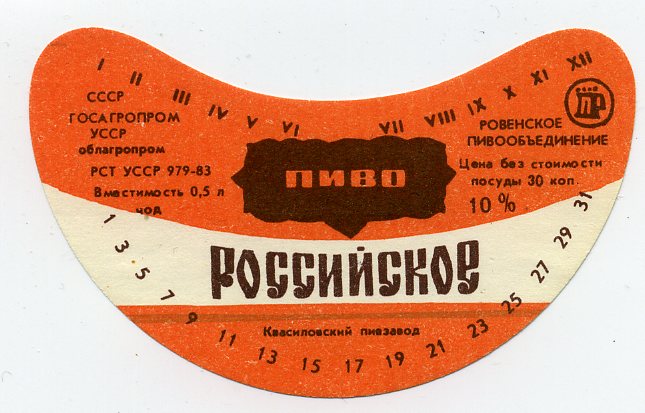 I II III IV V VI VII VIII IX X XI XII
СССР
ГОСАГРОПРОМ
УССР
облагропром
РСТ УССР 979-83
Вместимость 0,5 л
под
ПР
РОВЕНСКОЕ
ПИВООБЪЕДИНЕНИЕ
Цена без стоимости
посуды 30 коп.
10 %
ПИВО
РОССИЙСКОЕ
Квасиловский пивзавод
1 3 5 7 9 11 13 15 17 19 21 23 25 27 29 31